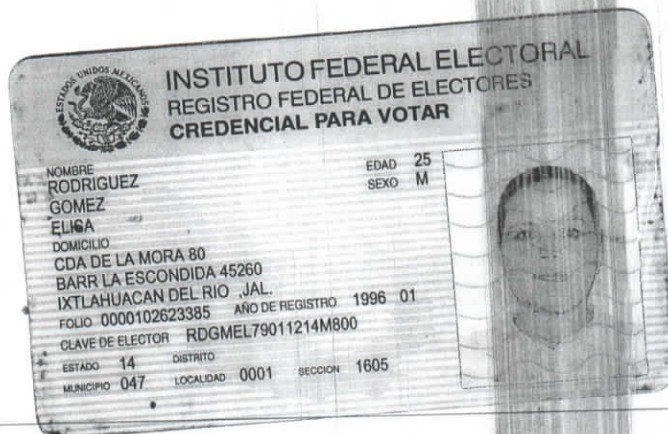 ESTADOS UNIDOS MEXICANOS
INSTITUTO FEDERAL ELECTORAL
REGISTRO FEDERAL DE ELECTORES
CREDENCIAL PARA VOTAR
NOMBRE
RODRIGUEZ
GOMEZ
ELISA
EDAD 25
SEXO M
DOMICILIO
CDA DE LA MORA 80
BARR LA ESCONDIDA 45260
IXTLAHUACAN DEL RIO ,JAL.
FOLIO 0000102623385 AÑO DE REGISTRO 1996 01
CLAVE DE ELECTOR RDGMEL79011214M800
ESTADO 14 DISTRITO
MUNICIPIO 047 LOCALIDAD 0001 SECCION 1605